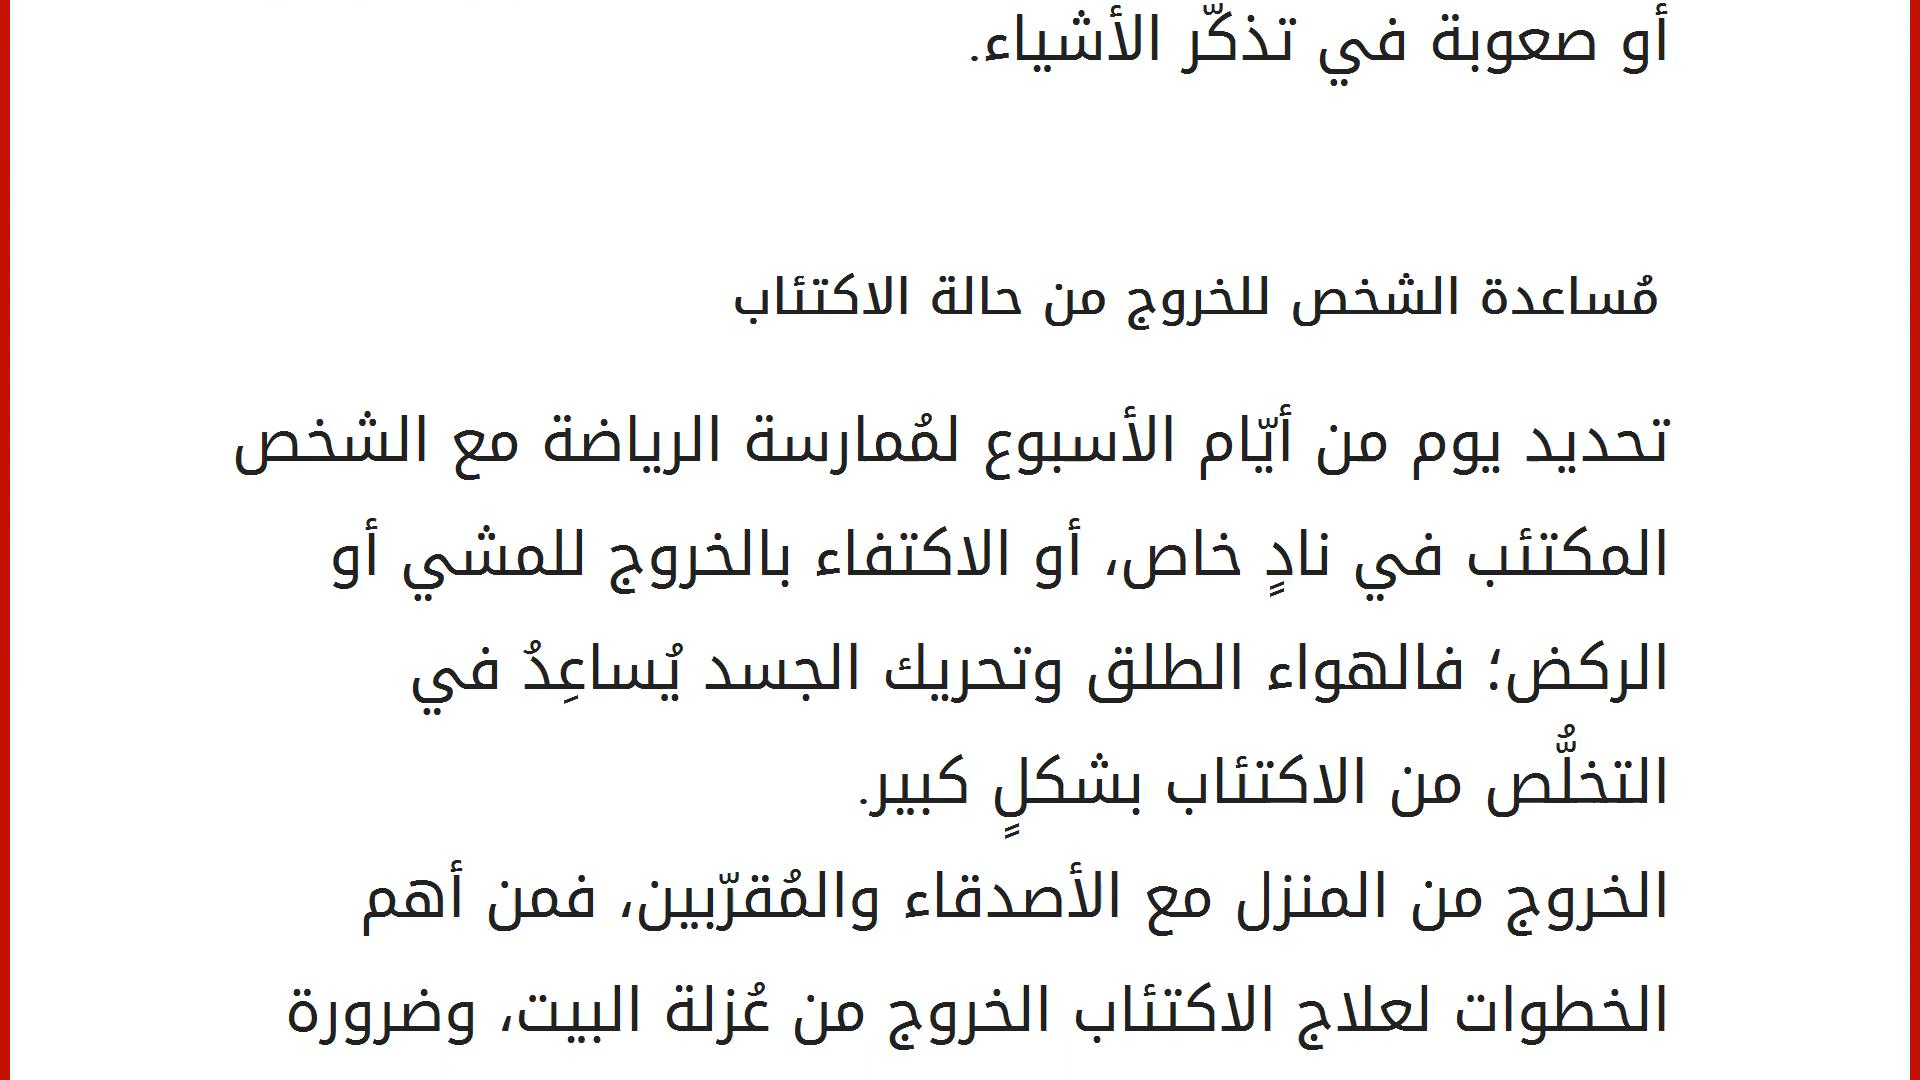 أو صعوبة في تذكّر الأشياء.
مُساعدة الشخص للخروج من حالة الاكتئاب
تحديد يوم من أيّام الأسبوع لمُمارسة الرياضة مع الشخص
المكتئب في نادٍ خاص، أو الاكتفاء بالخروج للمشي أو
الركض؛ فالهواء الطلق وتحريك الجسد يُساعِدُ في
التخلُّص من الاكتئاب بشكلٍ كبير.
الخروج من المنزل مع الأصدقاء والمُقرّبين، فمن أهم
الخطوات لعلاج الاكتئاب الخروج من عُزلة البيت، وضرورة